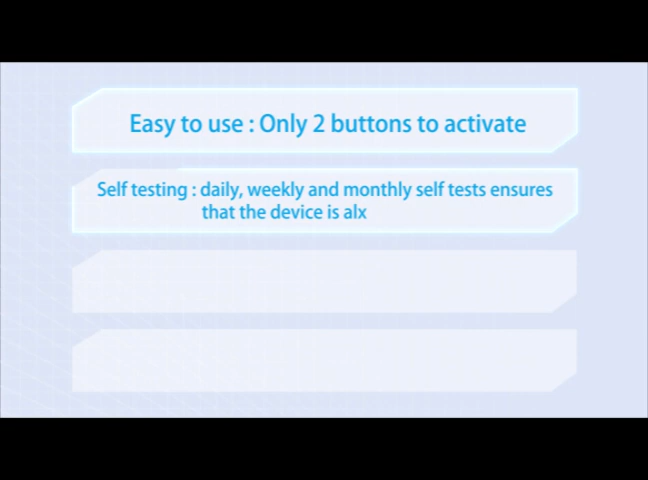 Easy to use : Only 2 buttons to activate
Self testing : daily, weekly and monthly self tests ensures
that the device is alx